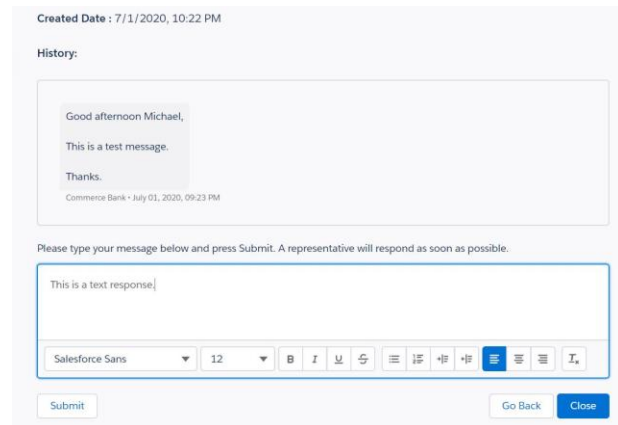 Created Date : 7/1/2020, 10:22 PM
History:
Good afternoon Michael,
This is a test message.
Thanks.
Commerce Bank • July 01, 2020, 09:23 PM
Please type your message below and press Submit. A representative will respond as soon as possible.
This is a text response.
Salesforce Sans 12 B I U S
Submit Go Back Close